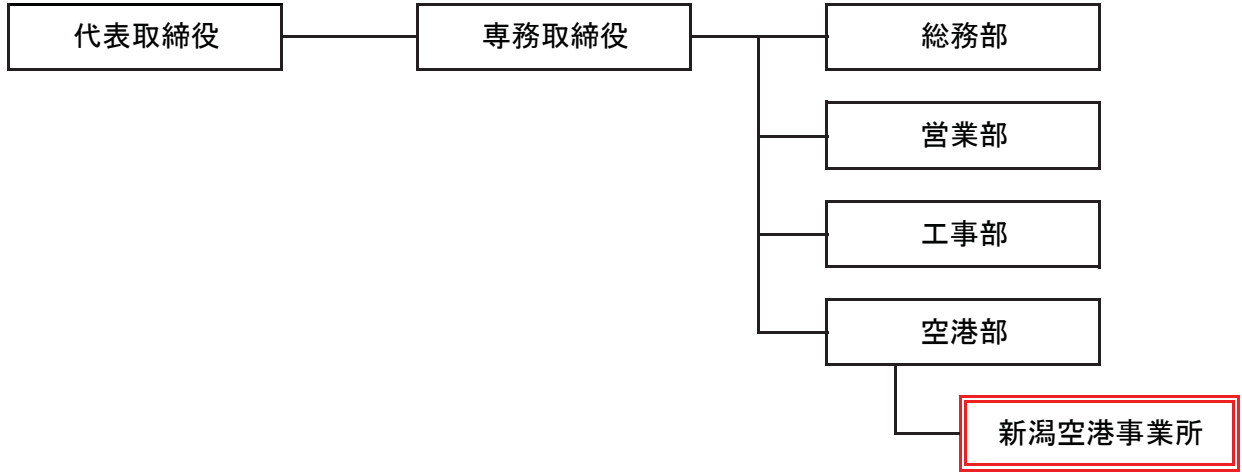 代表取締役
専務取締役
総務部
営業部
工事部
空港部
新潟空港事業所